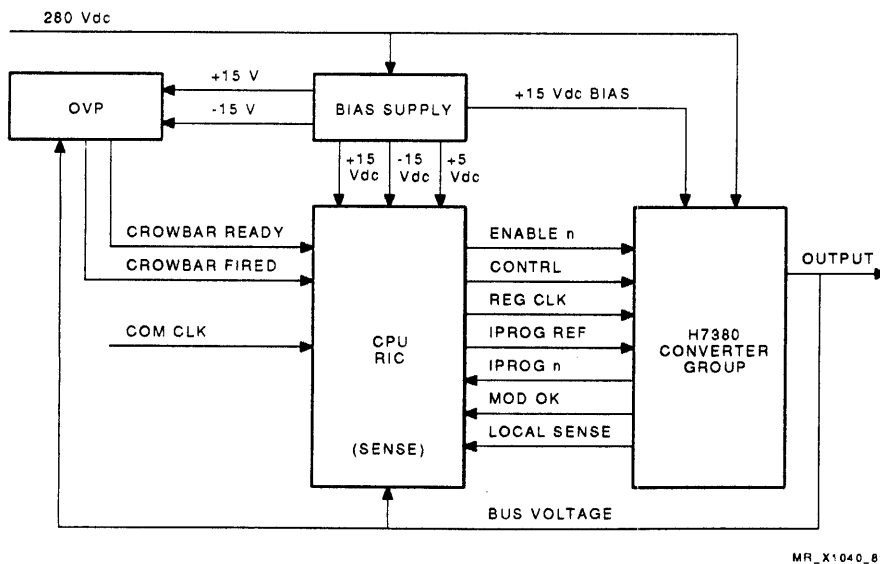 280 Vdc
+15 V
-15 V
OVP
BIAS SUPPLY
+15 Vdc BIAS
+15 Vdc
-15 Vdc
+5 Vdc
CROWBAR READY
CROWBAR FIRED
COM CLK
CPU
RIC
(SENSE)
ENABLE n
CONTRL
REG CLK
IPROG REF
IPROG n
MOD OK
LOCAL SENSE
H7380
CONVERTER
GROUP
OUTPUT
BUS VOLTAGE
MR_X1040_8